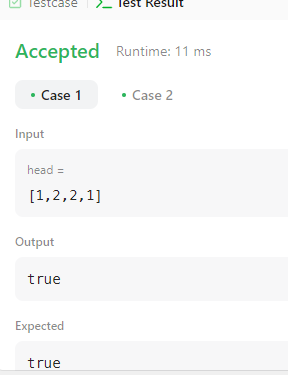 Testcase Test Result
Accepted Runtime: 11 ms
• Case 1 • Case 2
Input
head =
[1,2,2,1]
Output
true
Expected
true